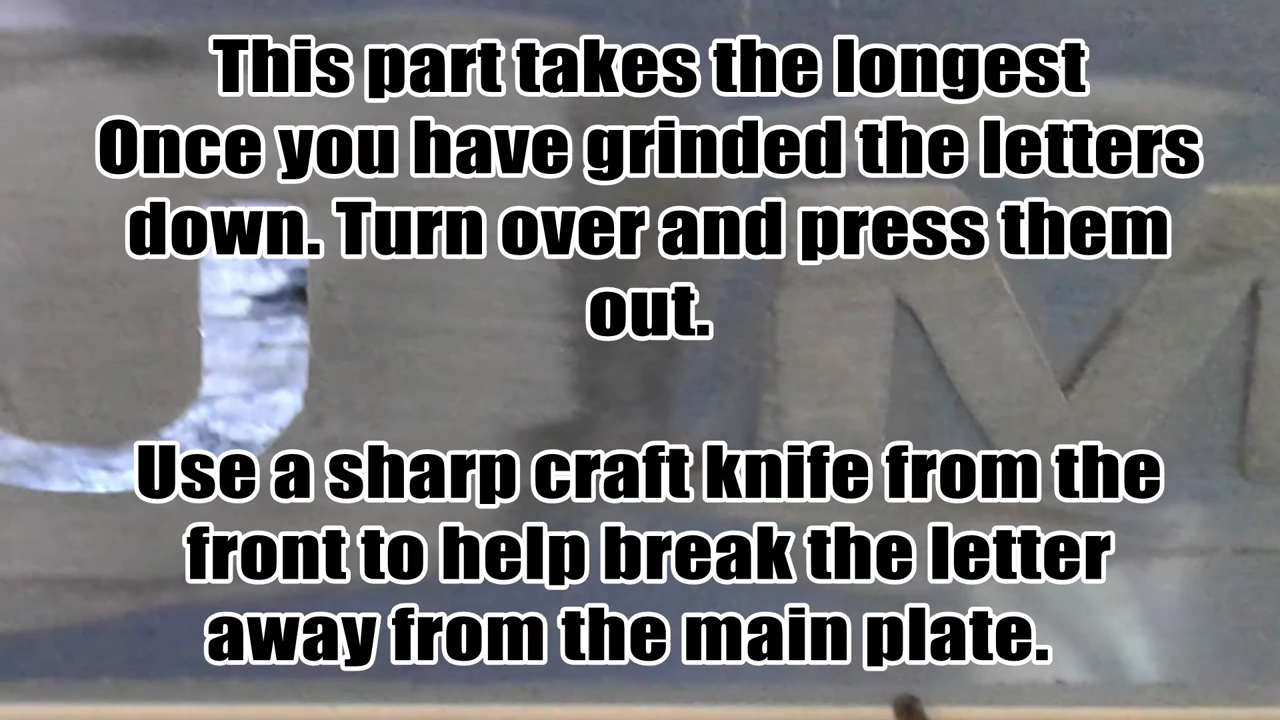 This part takes the longest
Once you have grinded the letters
down. Turn over and press them
out.
Use a sharp craft knife from the
front to help break the letter
away from the main plate.